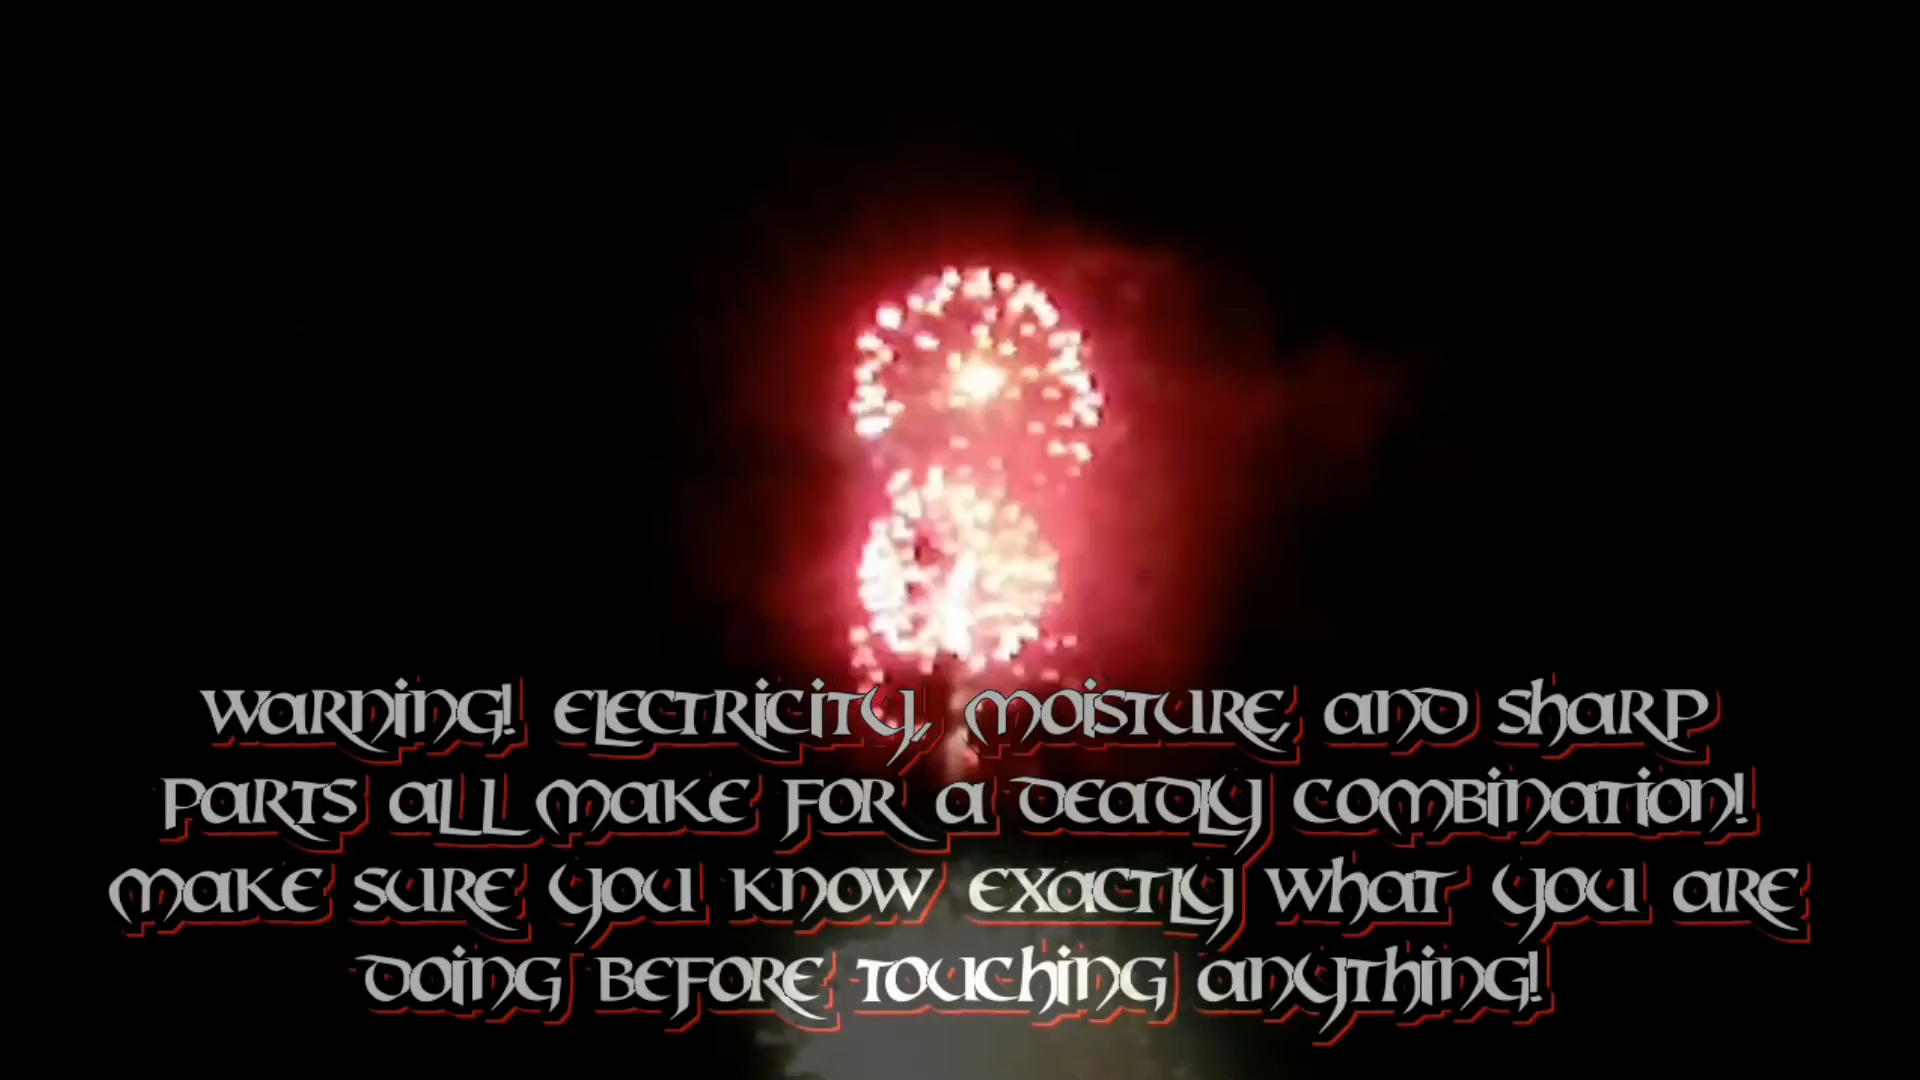 Warning! Electricity, moisture, and sharp
parts all make for a deadly combination!
Make sure you know exactly what you are
doing before touching anything!